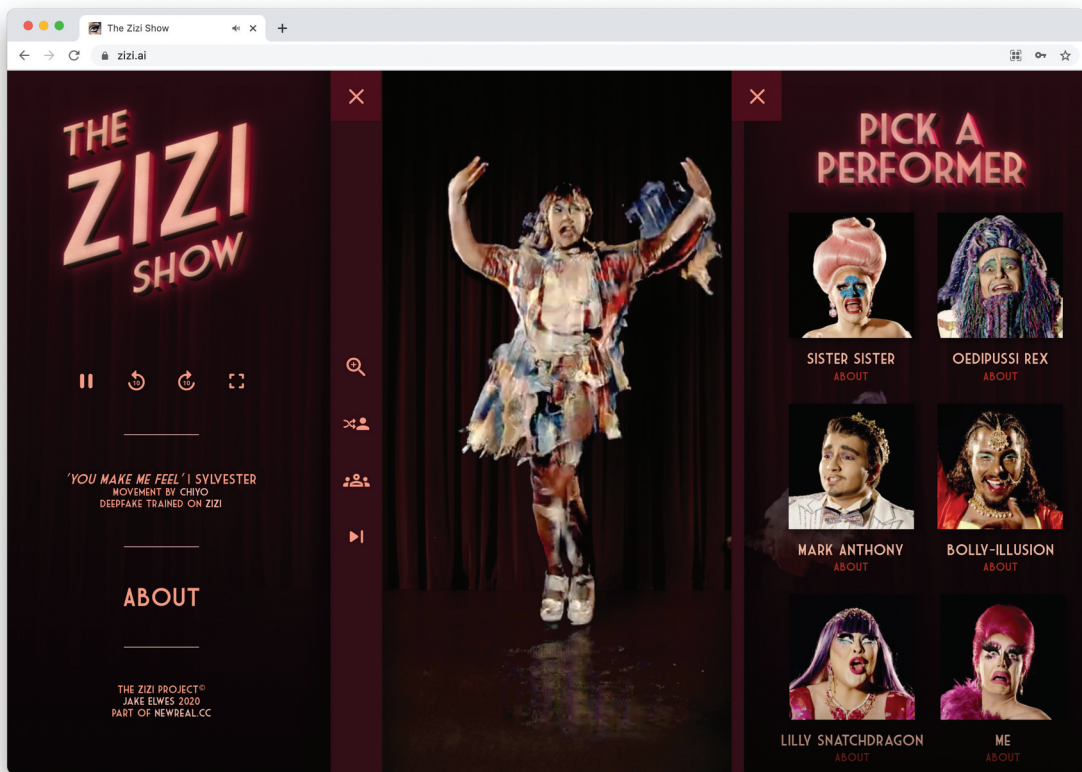 The Zizi Show
zizi.ai
THE
ZIZI
SHOW
10
10
'YOU MAKE ME FEEL' | SYLVESTER
MOVEMENT BY CHIYO
DEEPFAKE TRAINED ON ZIZI
ABOUT
THE ZIZI PROJECT©
JAKE ELWES 2020
PART OF NEWREAL.CC
PICK A
PERFORMER
SISTER SISTER
ABOUT
OEDIPUSSI REX
ABOUT
MARK ANTHONY
ABOUT
BOLLY-ILLUSION
ABOUT
LILLY SNATCHDRAGON
ABOUT
ME
ABOUT